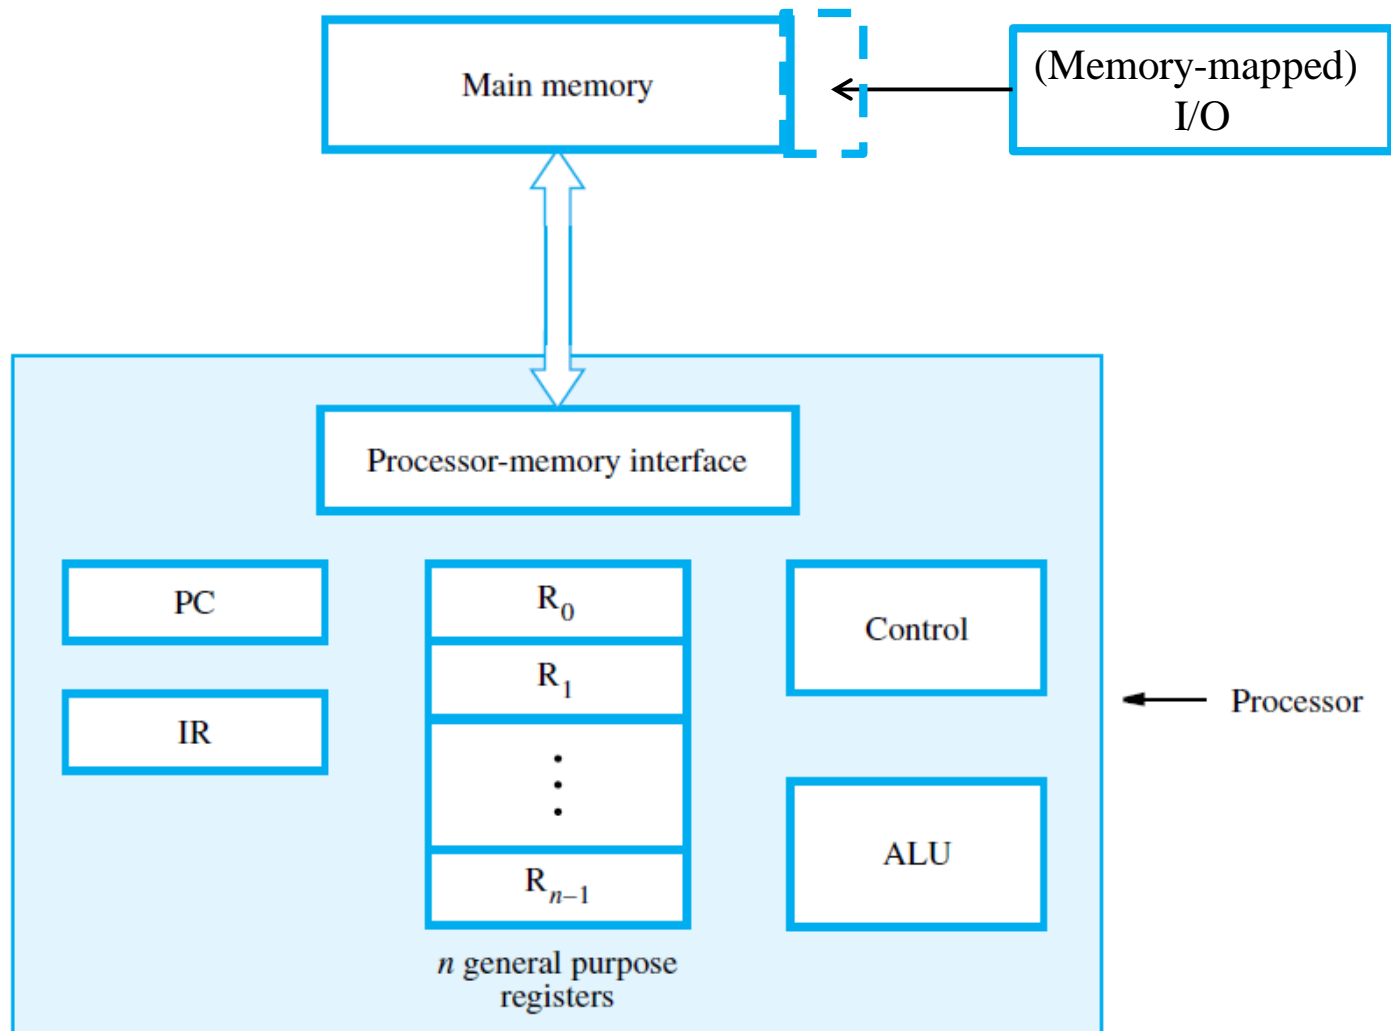 Main memory
(Memory-mapped)
I/O
Processor-memory interface
PC
IR
R0
R1
⋮
Rn–1
n general purpose
registers
Control
ALU
Processor